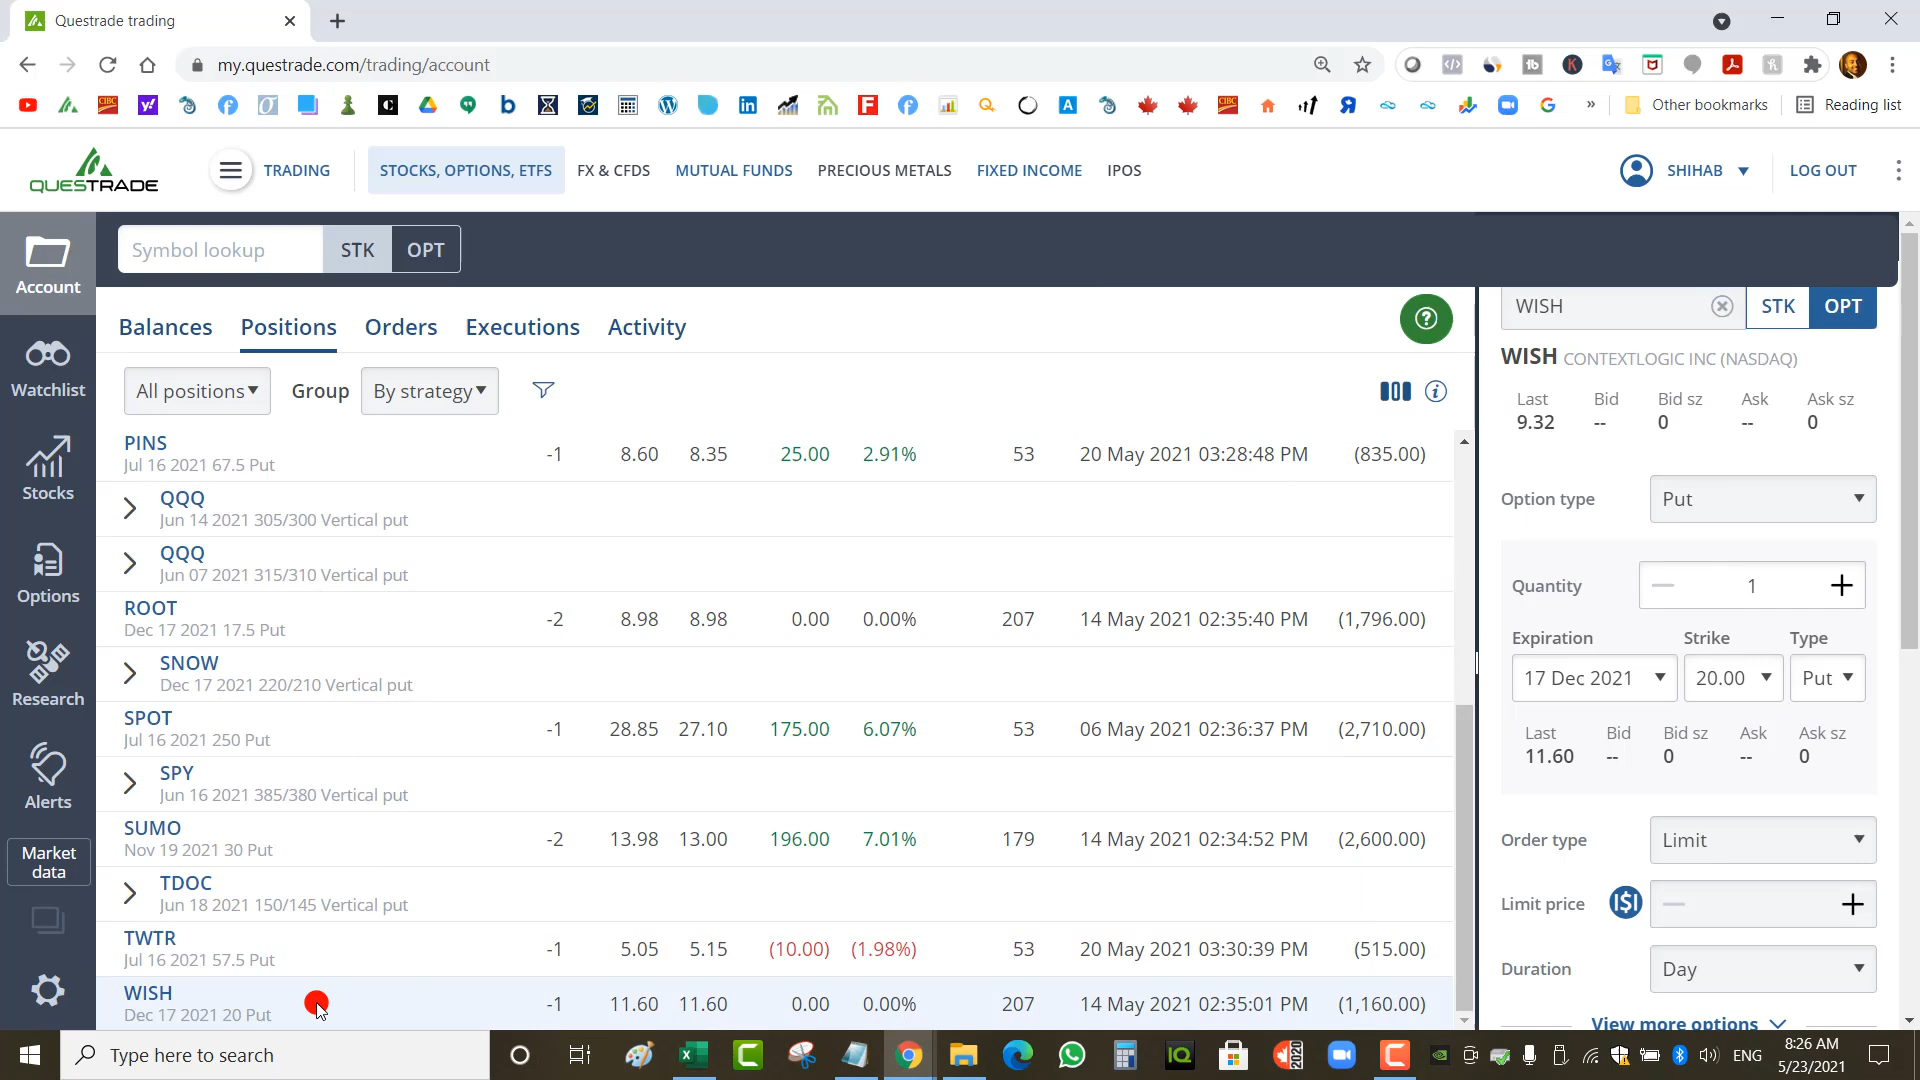 Questrade trading
my.questrade.com/trading/account
Other bookmarks
Reading list
QUESTRADE
TRADING
STOCKS, OPTIONS, ETFS
FX & CFDS
MUTUAL FUNDS
PRECIOUS METALS
FIXED INCOME
IPOS
SHIHAB
LOG OUT
Symbol lookup STK OPT
Account
Watchlist
Stocks
Options
Research
Alerts
Market
data
Balances Positions Orders Executions Activity
All positions Group By strategy
PINS
Jul 16 2021 67.5 Put -1 8.60 8.35 25.00 2.91% 53 20 May 2021 03:28:48 PM (835.00)
QQQ
Jun 14 2021 305/300 Vertical put
QQQ
Jun 07 2021 315/310 Vertical put
ROOT
Dec 17 2021 17.5 Put -2 8.98 8.98 0.00 0.00% 207 14 May 2021 02:35:40 PM (1,796.00)
SNOW
Dec 17 2021 220/210 Vertical put
SPOT
Jul 16 2021 250 Put -1 28.85 27.10 175.00 6.07% 53 06 May 2021 02:36:37 PM (2,710.00)
SPY
Jun 16 2021 385/380 Vertical put
SUMO
Nov 19 2021 30 Put -2 13.98 13.00 196.00 7.01% 179 14 May 2021 02:34:52 PM (2,600.00)
TDOC
Jun 18 2021 150/145 Vertical put
TWTR
Jul 16 2021 57.5 Put -1 5.05 5.15 (10.00) (1.98%) 53 20 May 2021 03:30:39 PM (515.00)
WISH
Dec 17 2021 20 Put -1 11.60 11.60 0.00 0.00% 207 14 May 2021 02:35:01 PM (1,160.00)
WISH STK OPT
WISH CONTEXTLOGIC INC (NASDAQ)
Last Bid Bid sz Ask Ask sz
9.32 -- 0 -- 0
Option type Put
Quantity 1
Expiration Strike Type
17 Dec 2021 20.00 Put
Last Bid Bid sz Ask Ask sz
11.60 -- 0 -- 0
Order type Limit
Limit price
Duration Day
View more options
Type here to search
ENG
8:26 AM
5/23/2021